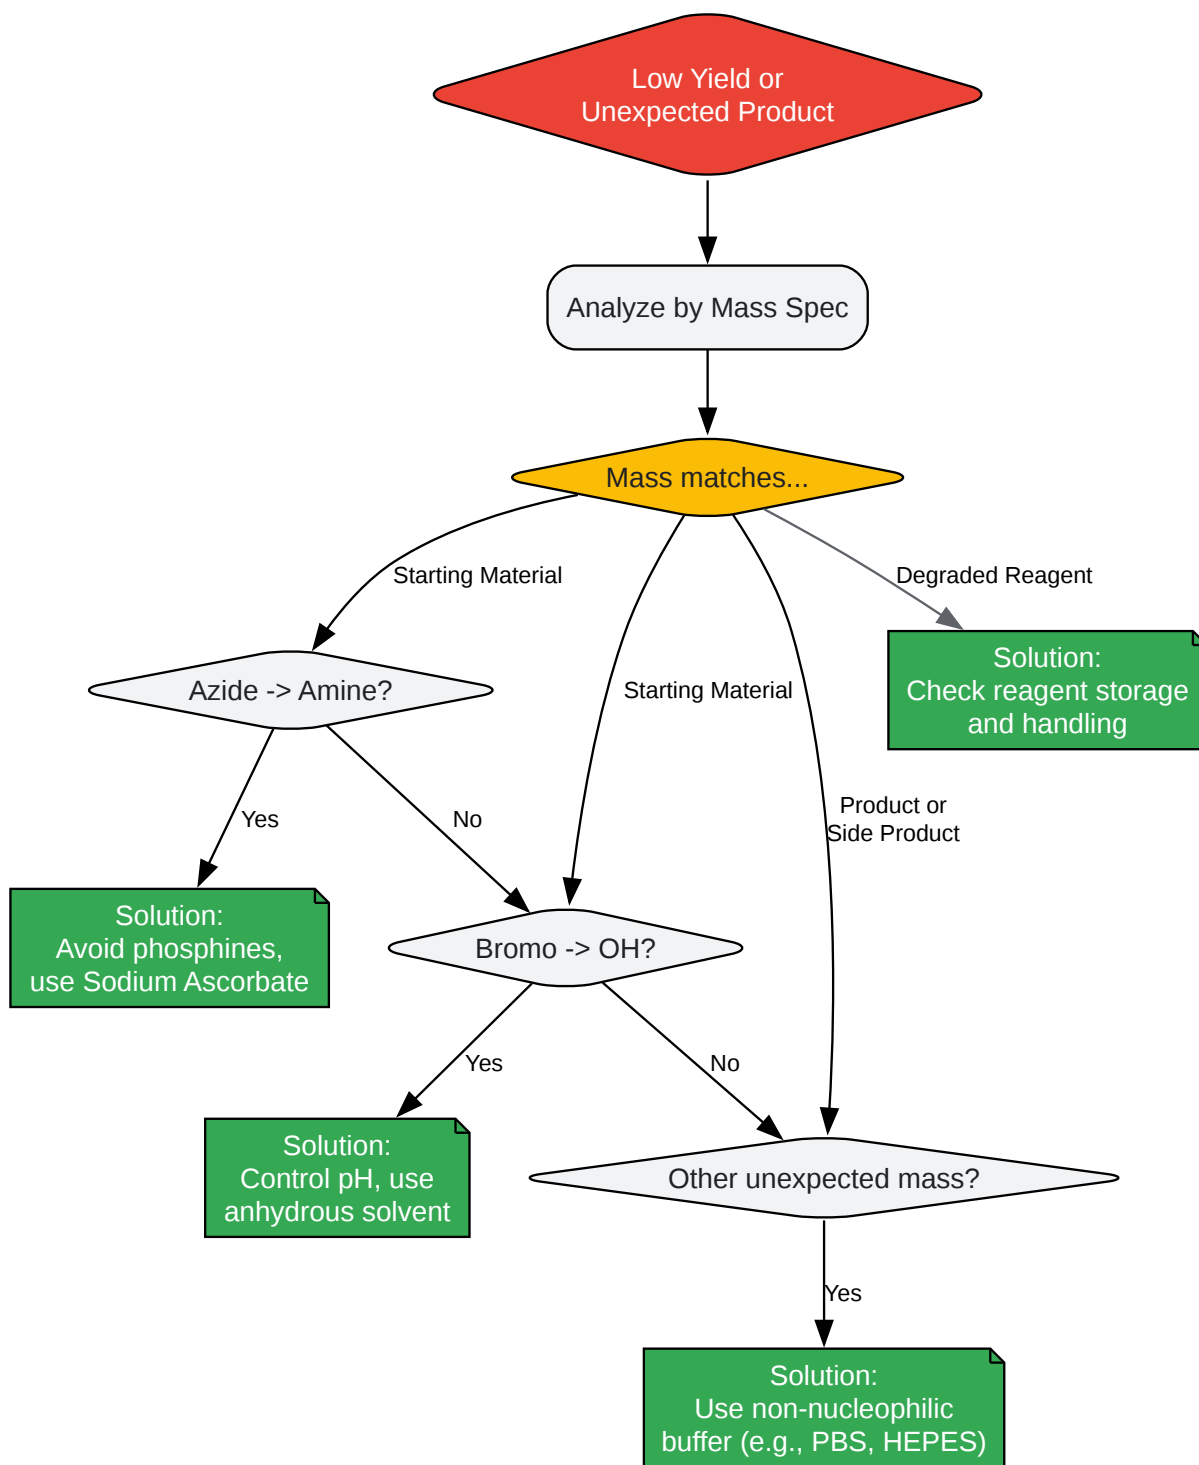 Low Yield or
Unexpected Product
Analyze by Mass Spec
Mass matches...
Starting Material
Degraded Reagent
Solution:
Check reagent storage
and handling
Azide -> Amine?
Starting Material
Product or
Side Product
Yes
No
Solution:
Avoid phosphines,
use Sodium Ascorbate
Bromo -> OH?
Yes
No
Solution:
Control pH, use
anhydrous solvent
Other unexpected mass?
Yes
Solution:
Use non-nucleophilic
buffer (e.g., PBS, HEPES)